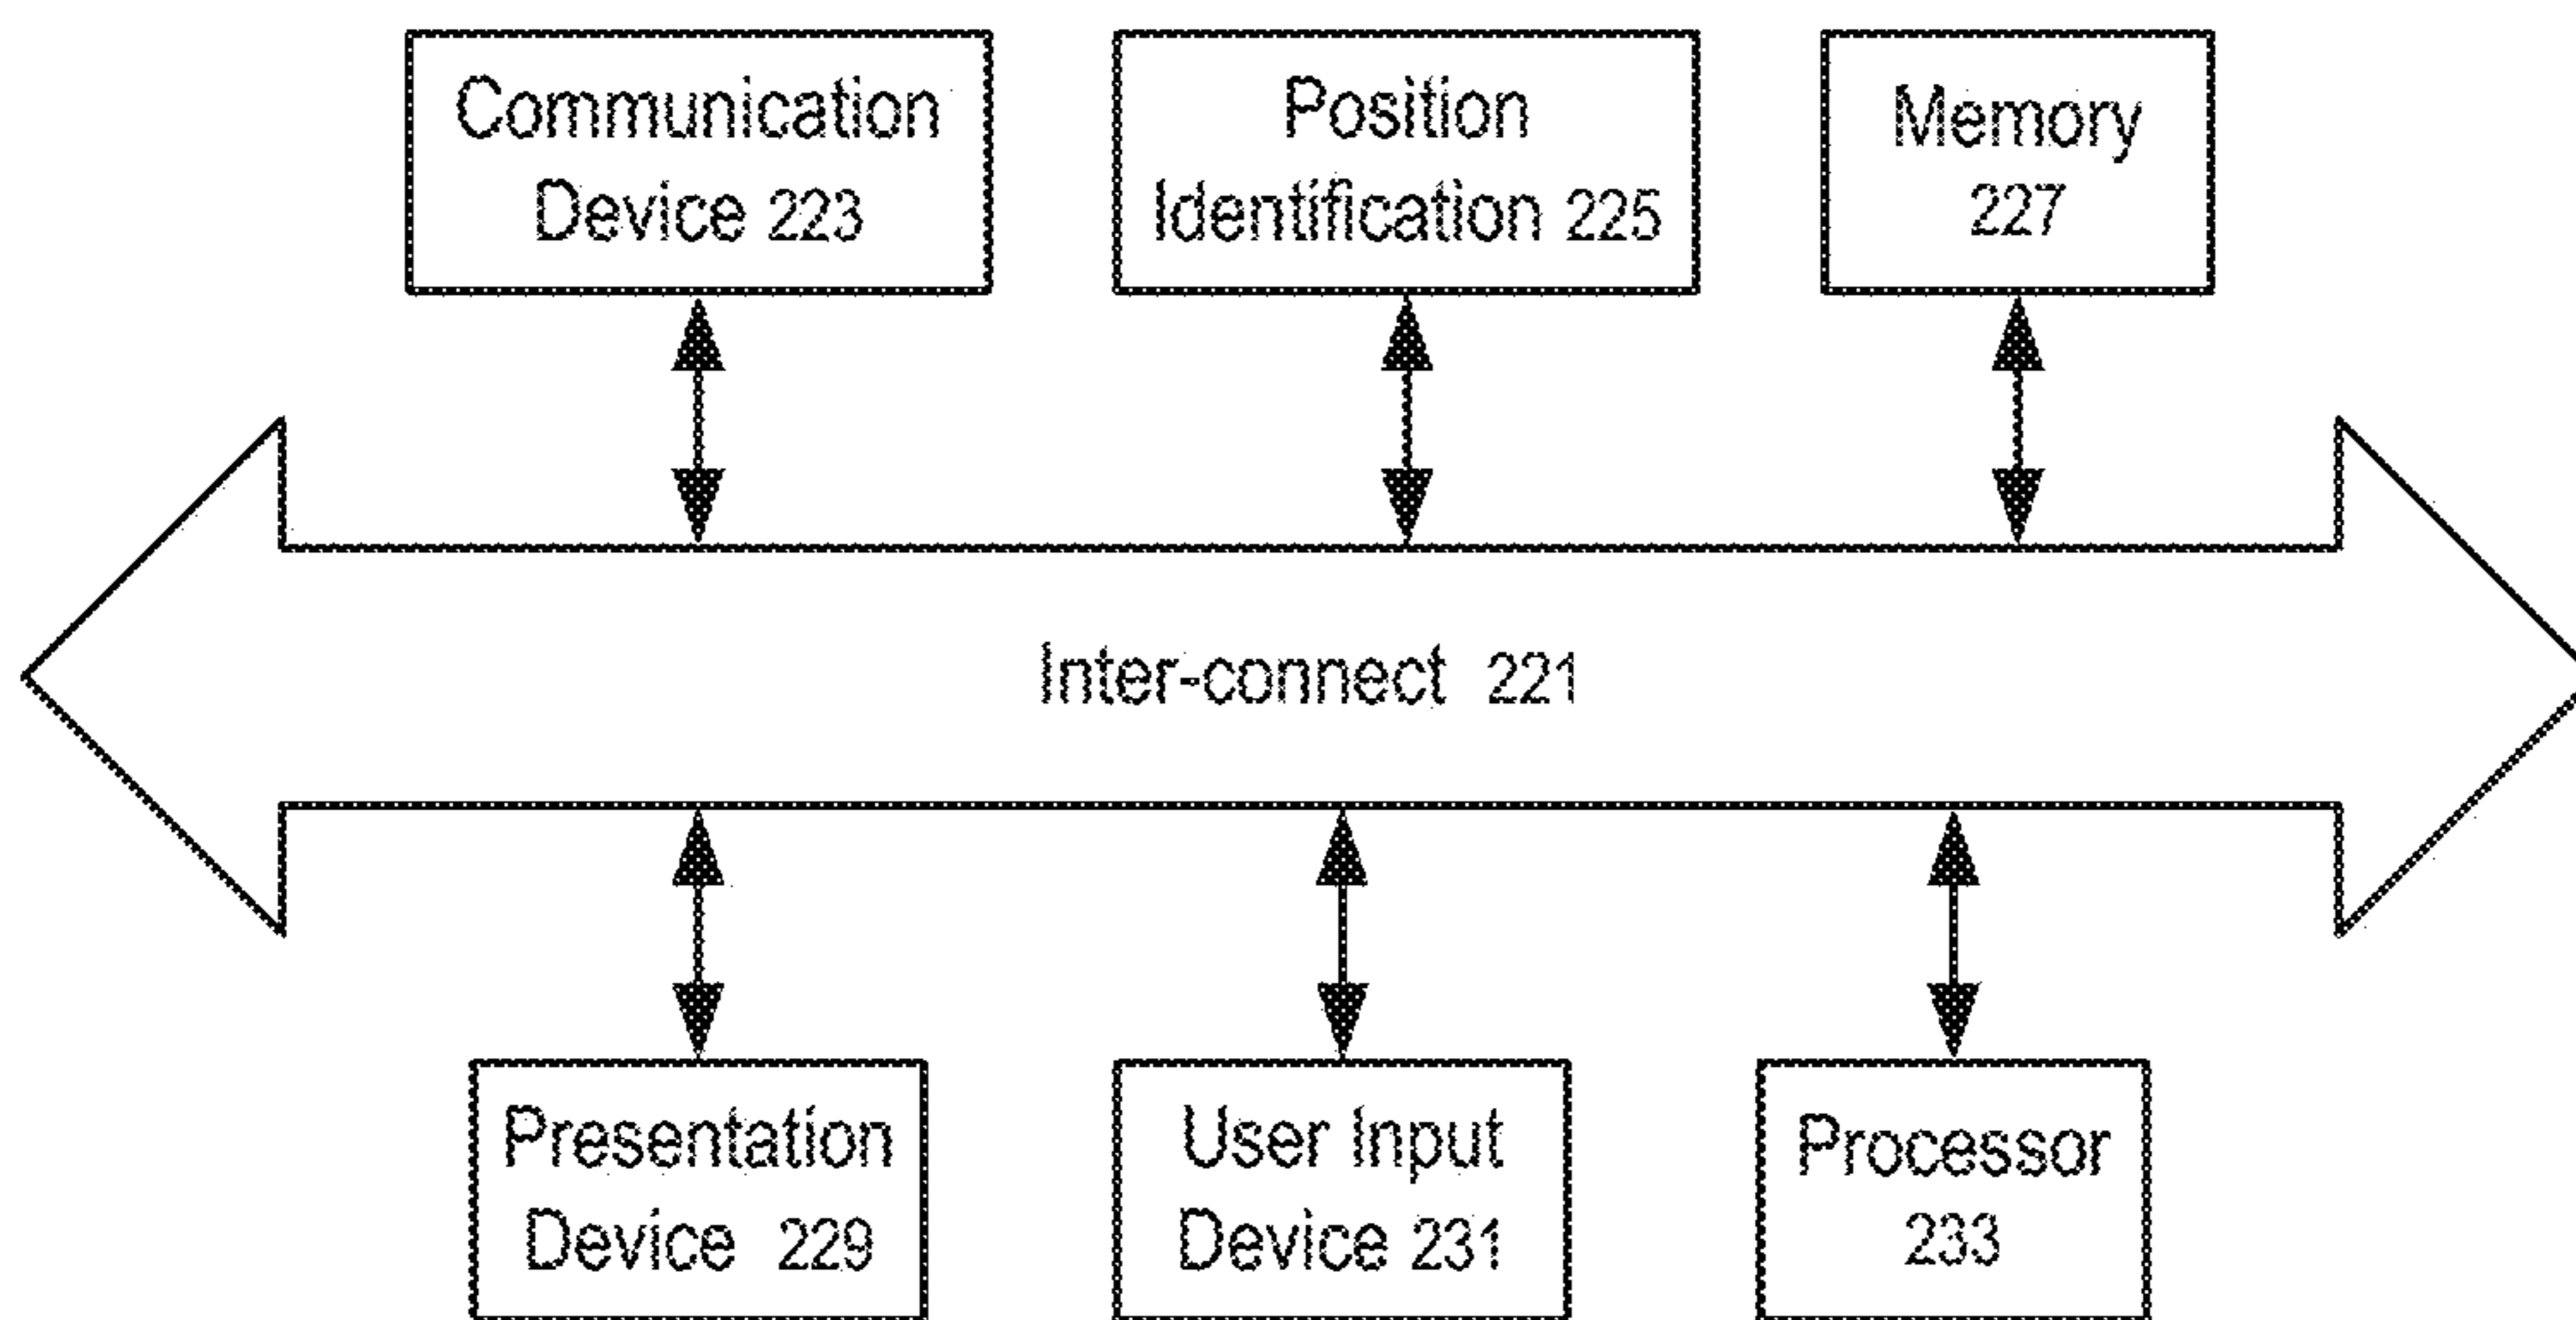 Communication
Device 223
Position
Identification 225
Memory
227
Inter-connect 221
Presentation
Device 229
User Input
Device 231
Processor
233